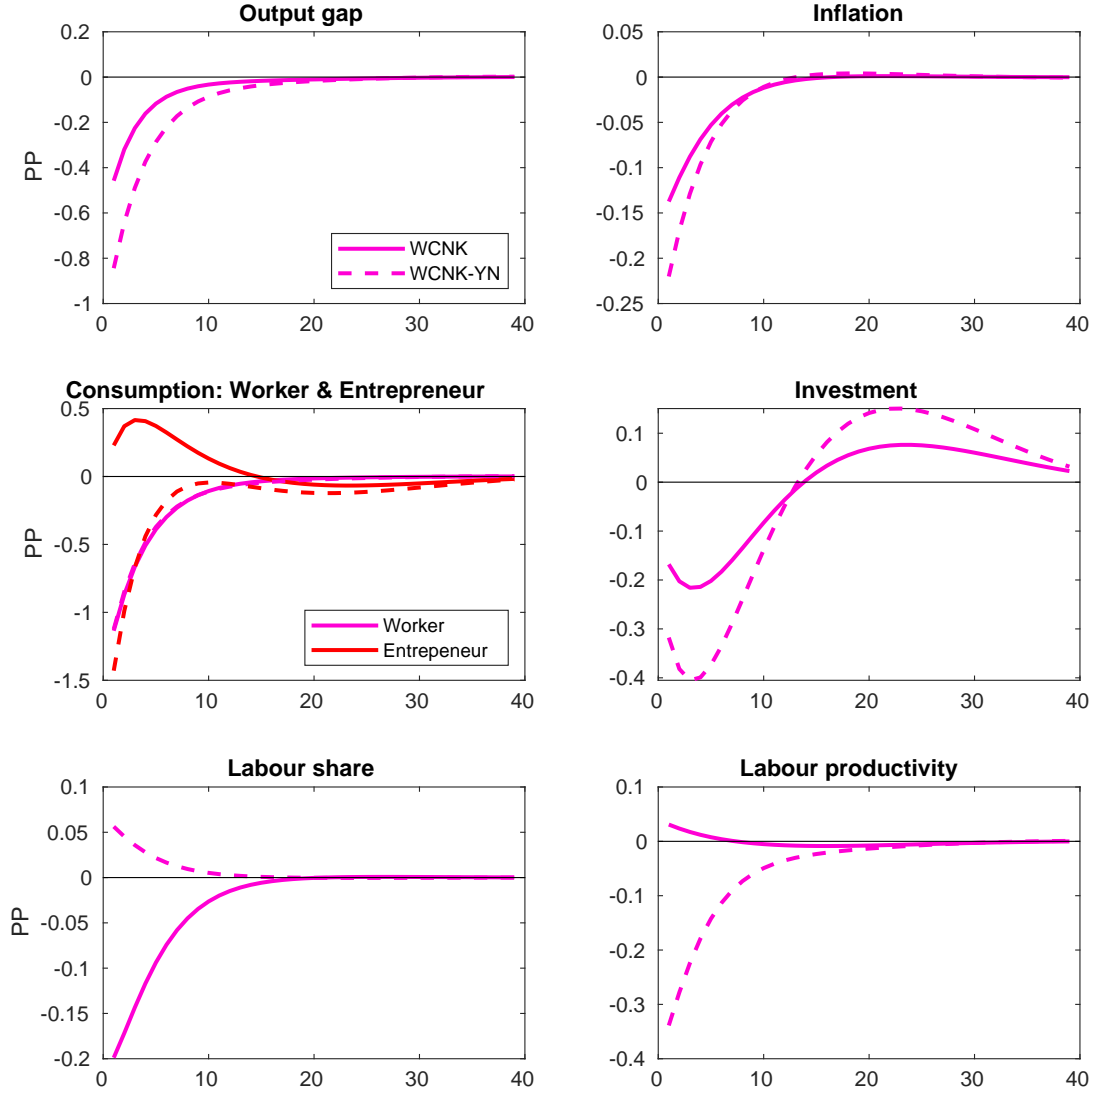 Output gap
0.2
0
-0.2
-0.4
-0.6
-0.8
-1
PP
WCNK
WCNK-YN
0 10 20 30 40
Inflation
0.05
0
-0.05
-0.1
-0.15
-0.2
-0.25
0 10 20 30 40
Consumption: Worker & Entrepreneur
0.5
0
-0.5
-1
-1.5
PP
Worker
Entrepeneur
0 10 20 30 40
Investment
0.1
0
-0.1
-0.2
-0.3
-0.4
0 10 20 30 40
Labour share
0.1
0.05
0
-0.05
-0.1
-0.15
-0.2
PP
0 10 20 30 40
Labour productivity
0.1
0
-0.1
-0.2
-0.3
-0.4
0 10 20 30 40